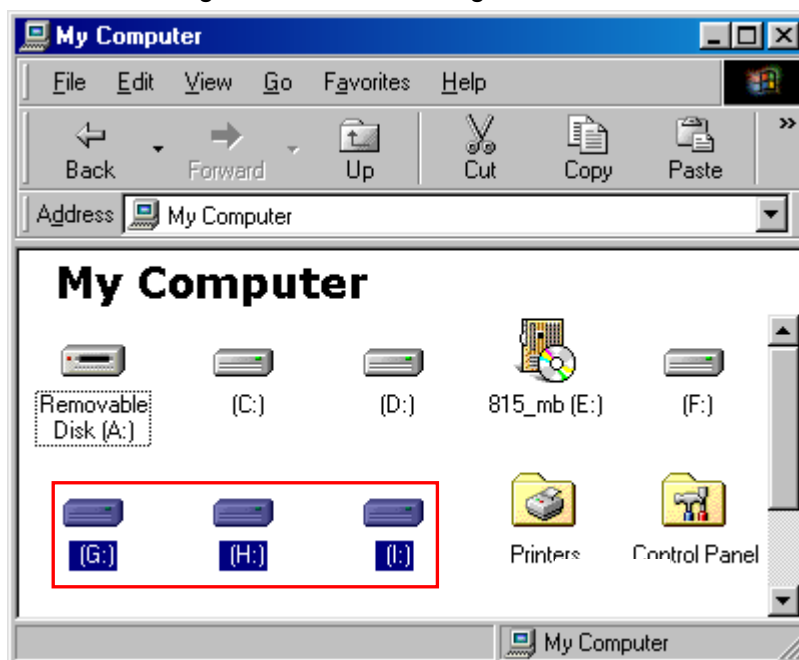 My Computer
File Edit View Go Favorites Help
Back Forward Up Cut Copy Paste »
Address My Computer
My Computer
Removable Disk (A:) (C:) (D:) 815_mb (E:) (F:)
(G:) (H:) (I:) Printers Control Panel
My Computer